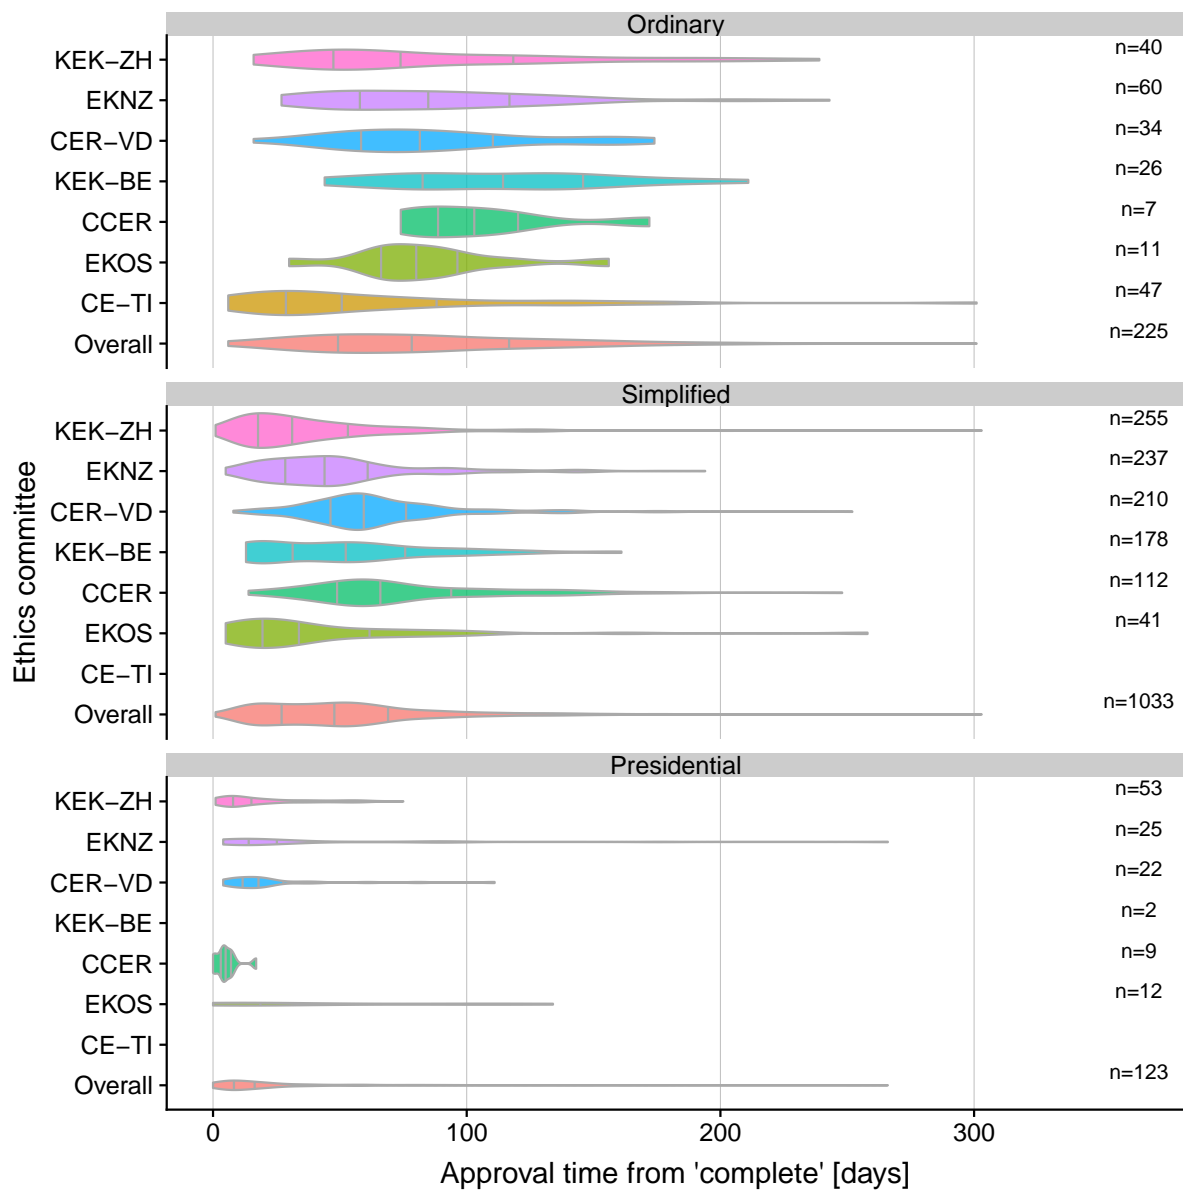 Ordinary
KEK−ZH n=40
EKNZ n=60
CER−VD n=34
KEK−BE n=26
CCER n=7
EKOS n=11
CE−TI n=47
Overall n=225
Simplified
KEK−ZH n=255
EKNZ n=237
CER−VD n=210
KEK−BE n=178
CCER n=112
EKOS n=41
CE−TI
Overall n=1033
Presidential
KEK−ZH n=53
EKNZ n=25
CER−VD n=22
KEK−BE n=2
CCER n=9
EKOS n=12
CE−TI
Overall n=123
0 100 200 300
Approval time from 'complete' [days]
Ethics committee